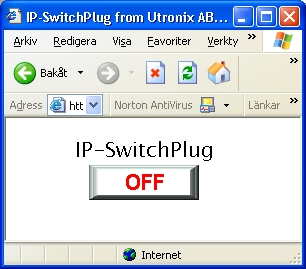 IP-SwitchPlug from Utronix AB...
Arkiv Redigera Visa Favoriter Verkty »
Bakåt »
Adress htt Norton AntiVirus Länkar »
IP-SwitchPlug
OFF
Internet